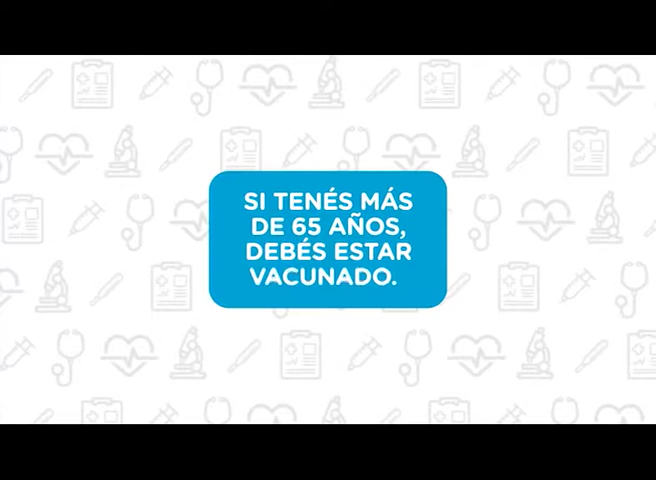 SI TENÉS MÁS
DE 65 AÑOS,
DEBÉS ESTAR
VACUNADO.